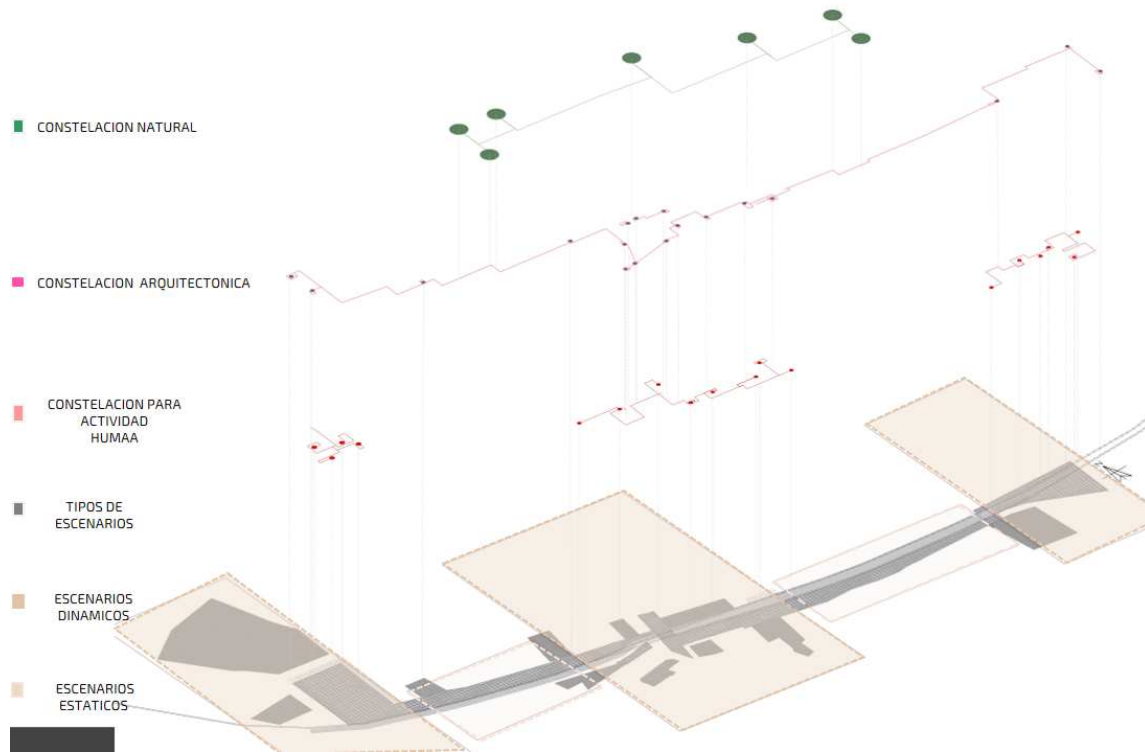 CONSTELACION NATURAL
CONSTELACION ARQUITECTONICA
CONSTELACION PARA
ACTIVIDAD
HUMAA
TIPOS DE
ESCENARIOS
ESCENARIOS
DINAMICOS
ESCENARIOS
ESTATICOS